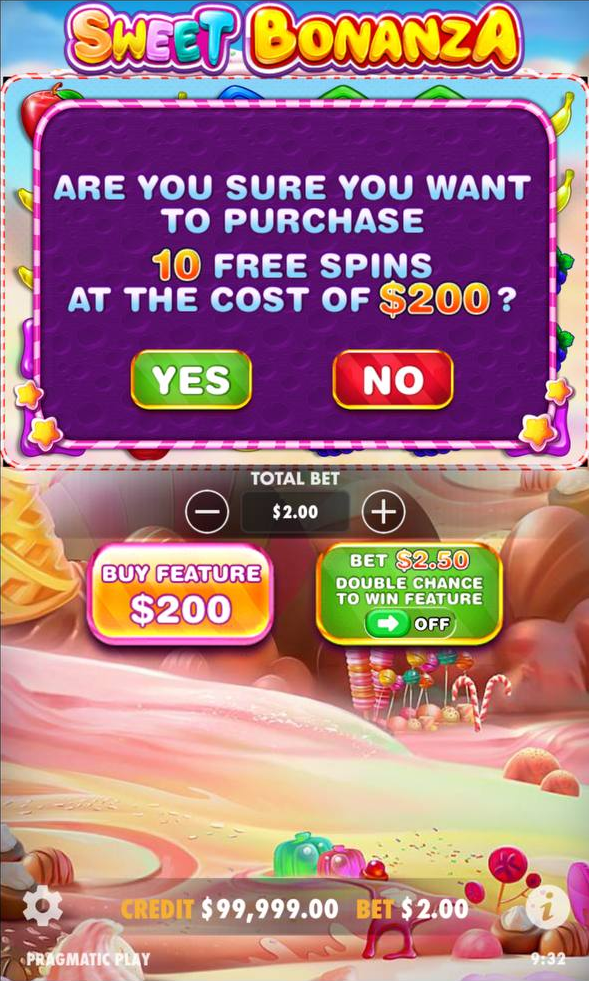 SWEET BONANZA
ARE YOU SURE YOU WANT
TO PURCHASE
10 FREE SPINS
AT THE COST OF $200?
YES
NO
TOTAL BET
$2.00
BUY FEATURE
$200
BET $2.50
DOUBLE CHANCE
TO WIN FEATURE
OFF
CREDIT $99,999.00 BET $2.00
PRAGMATIC PLAY
9:32